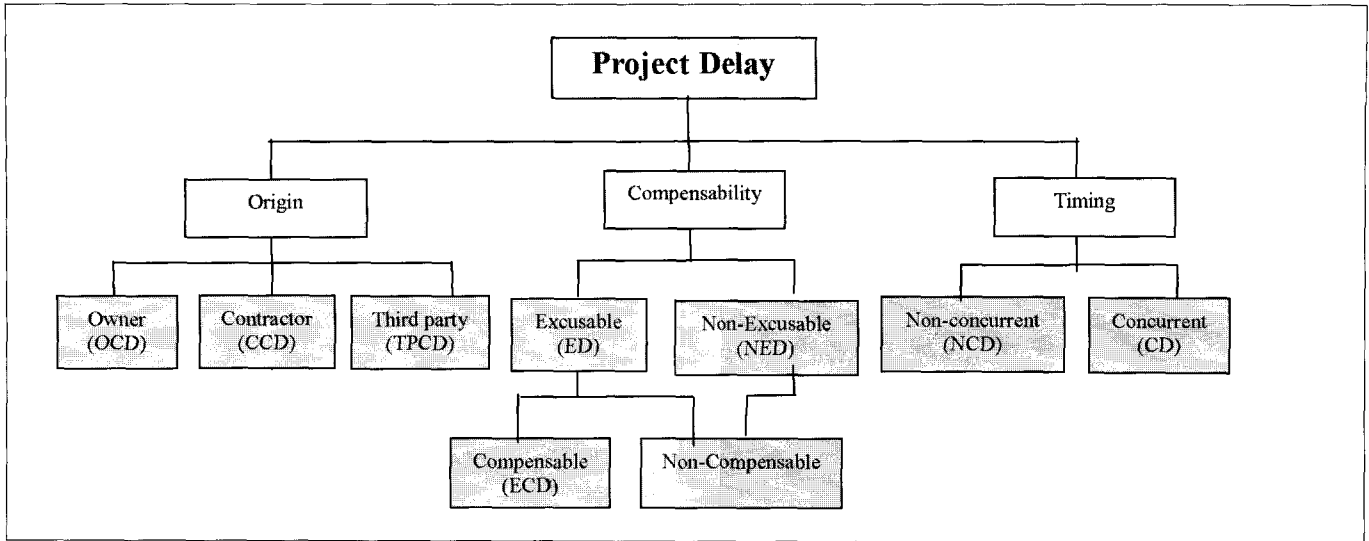 Project Delay
Origin
Compensability
Timing
Owner
(OCD)
Contractor
(CCD)
Third party
(TPCD)
Excusable
(ED)
Non-Excusable
(NED)
Non-concurrent
(NCD)
Concurrent
(CD)
Compensable
(ECD)
Non-Compensable